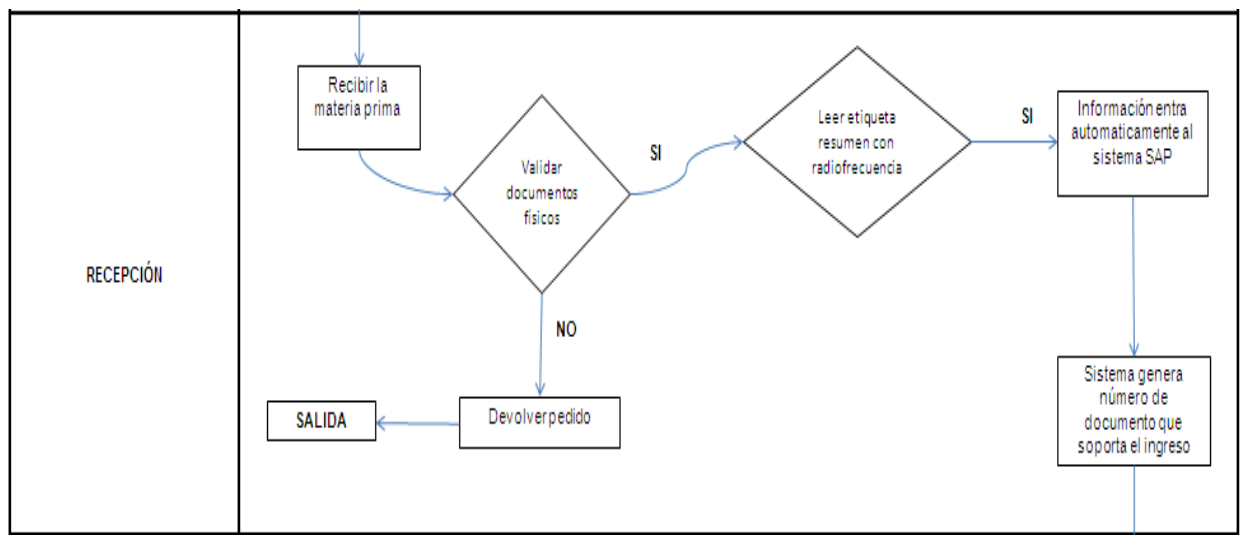 RECEPCIÓN
Recibir la
materia prima
Validar
documentos
físicos
SI
NO
Devolver pedido
SALIDA
Leer etiqueta
resumen con
radiofrecuencia
SI
Información entra
automaticamente al
sistema SAP
Sistema genera
número de
documento que
soporta el ingreso